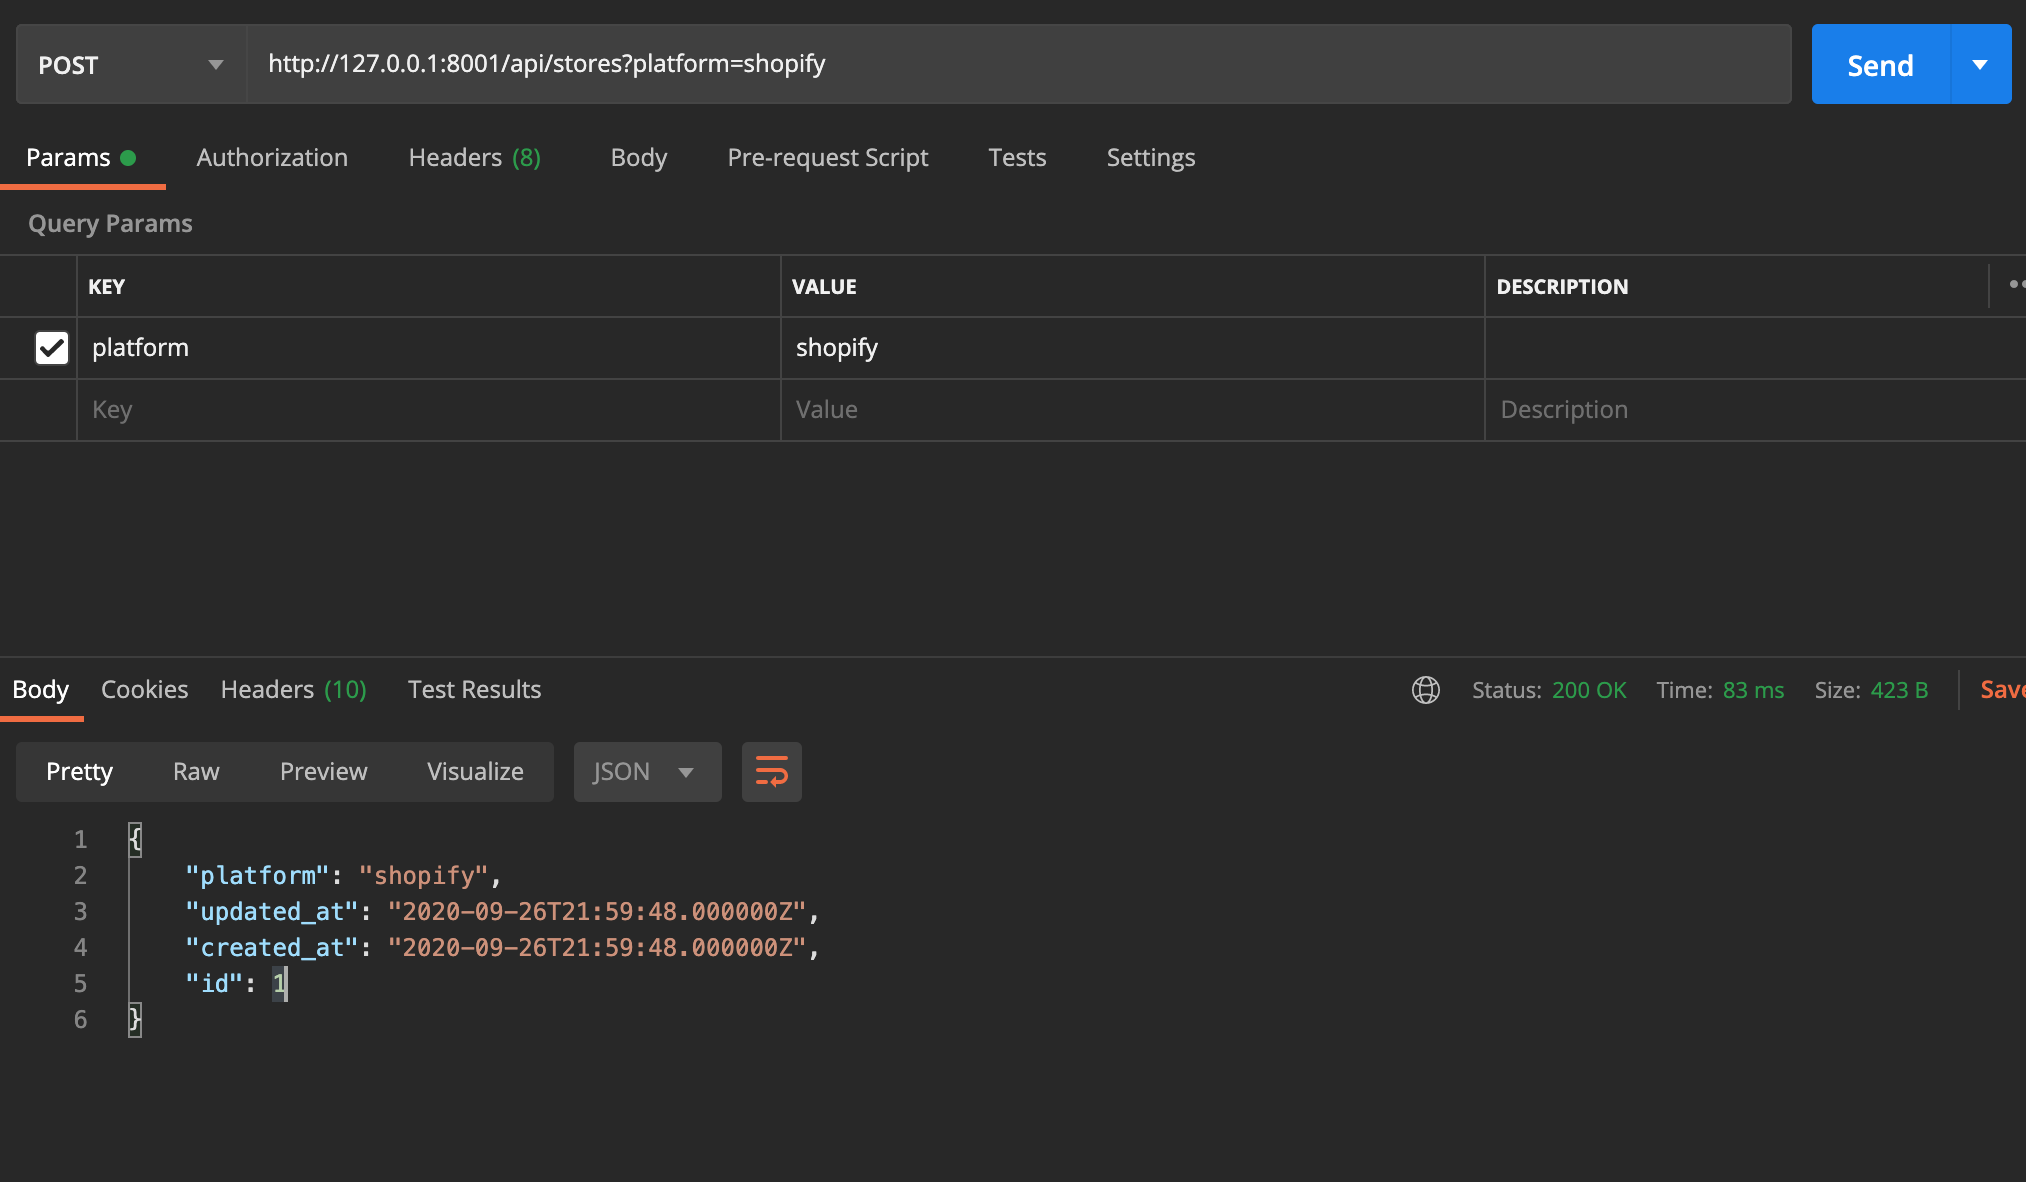 POST http://127.0.0.1:8001/api/stores?platform=shopify Send
Params Authorization Headers (8) Body Pre-request Script Tests Settings
Query Params
KEY VALUE DESCRIPTION
platform shopify
Key Value Description
Body Cookies Headers (10) Test Results Status: 200 OK Time: 83 ms Size: 423 B Save
Pretty Raw Preview Visualize JSON
1 {
2 "platform": "shopify",
3 "updated_at": "2020-09-26T21:59:48.000000Z",
4 "created_at": "2020-09-26T21:59:48.000000Z",
5 "id": 1
6 }